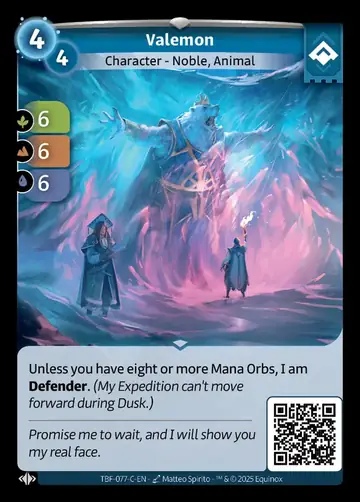 4
Valemon
4
Character - Noble, Animal
6
6
6
Unless you have eight or more Mana Orbs, I am
Defender. (My Expedition can't move
forward during Dusk.)
Promise me to wait, and I will show you
my real face.
TBF-077-C-EN - Matteo Spirito - ™ & © 2025 Equinox